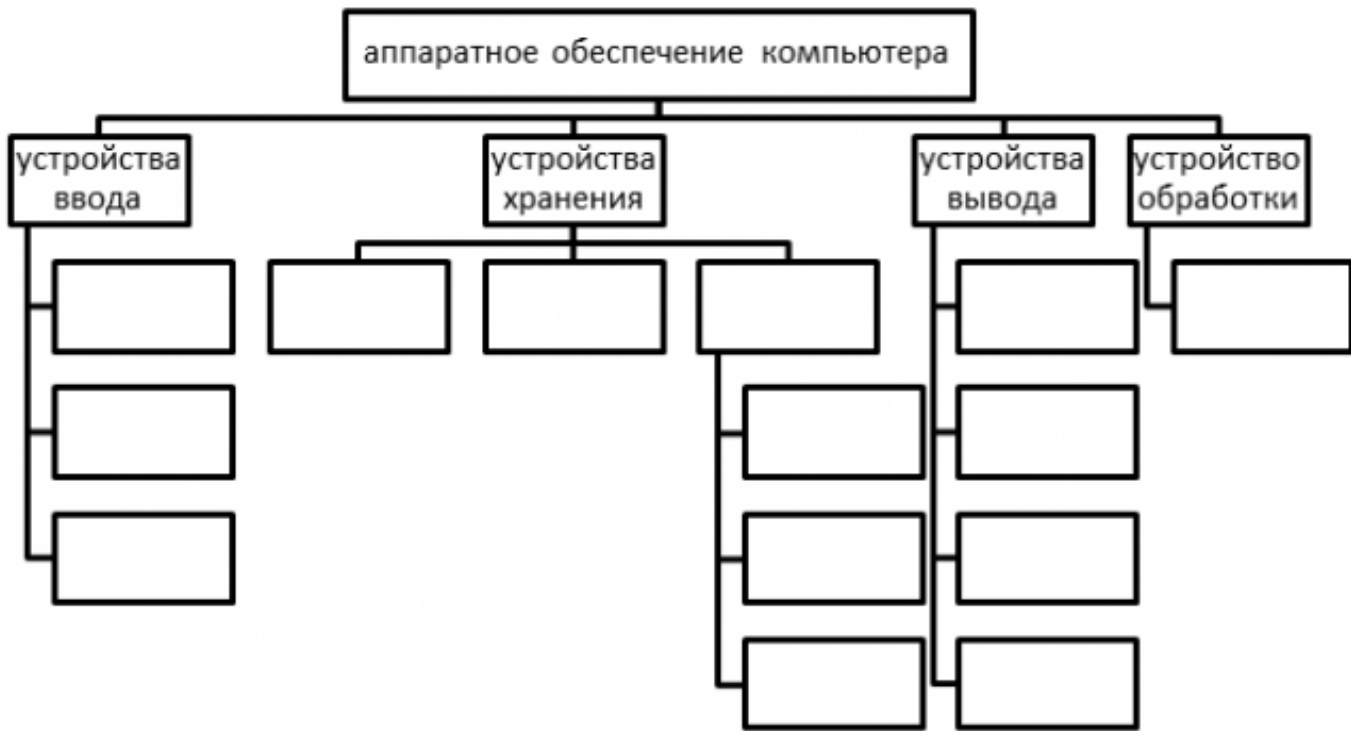 аппаратное обеспечение компьютера
устройства
ввода
устройства
хранения
устройства
вывода
устройство
обработки